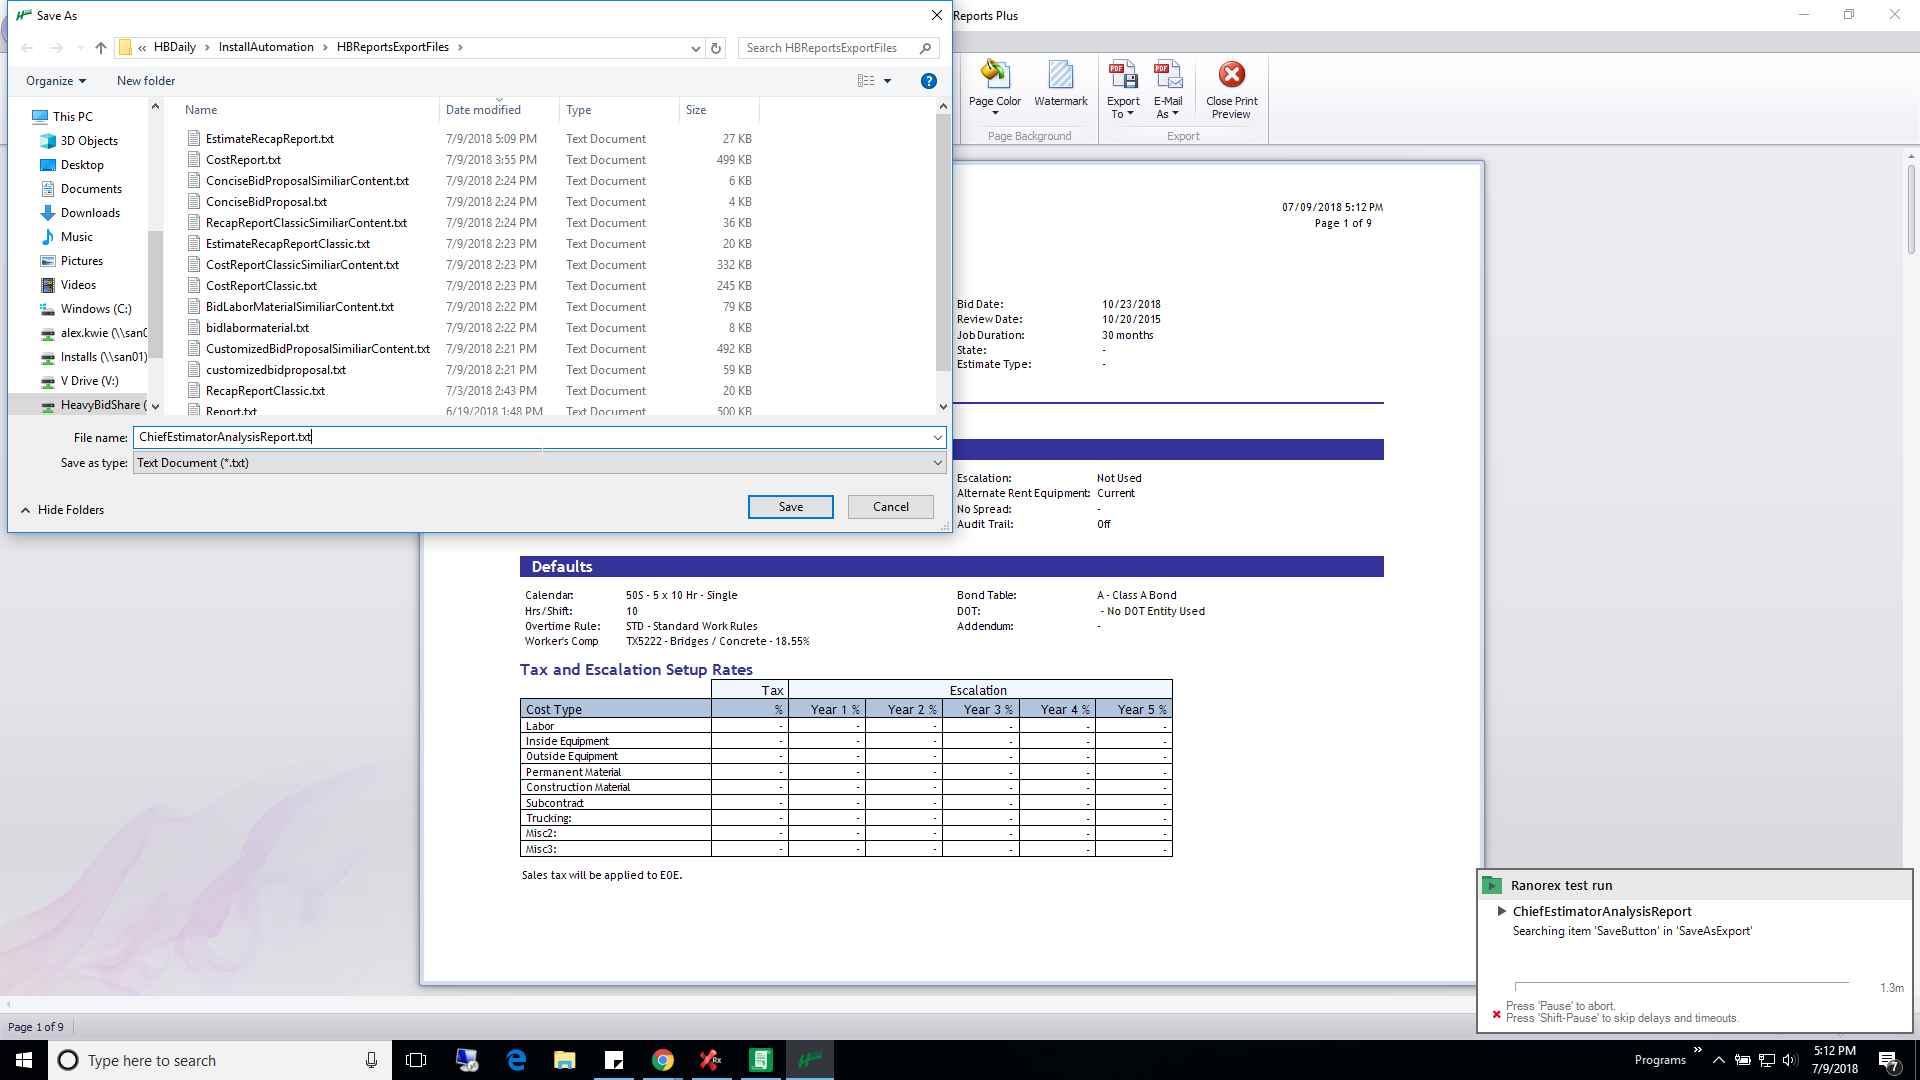 Save As
Reports Plus
« HBDaily > InstallAutomation > HBReportsExportFiles >
Search HBReportsExportFiles
Organize
New folder
Page Color
Watermark
Export To
E-Mail As
Close Print Preview
Page Background
Export
This PC
3D Objects
Desktop
Documents
Downloads
Music
Pictures
Videos
Windows (C:)
alex.kwie (\\san0
Installs (\\san01)
V Drive (V:)
HeavyBidShare (
Name Date modified Type Size
EstimateRecapReport.txt 7/9/2018 5:09 PM Text Document 27 KB
CostReport.txt 7/9/2018 3:55 PM Text Document 499 KB
ConciseBidProposalSimiliarContent.txt 7/9/2018 2:24 PM Text Document 6 KB
ConciseBidProposal.txt 7/9/2018 2:24 PM Text Document 4 KB
RecapReportClassicSimiliarContent.txt 7/9/2018 2:24 PM Text Document 36 KB
EstimateRecapReportClassic.txt 7/9/2018 2:23 PM Text Document 20 KB
CostReportClassicSimiliarContent.txt 7/9/2018 2:23 PM Text Document 332 KB
CostReportClassic.txt 7/9/2018 2:23 PM Text Document 245 KB
BidLaborMaterialSimiliarContent.txt 7/9/2018 2:22 PM Text Document 79 KB
bidlabormaterial.txt 7/9/2018 2:22 PM Text Document 8 KB
CustomizedBidProposalSimiliarContent.txt 7/9/2018 2:21 PM Text Document 492 KB
customizedbidproposal.txt 7/9/2018 2:21 PM Text Document 59 KB
RecapReportClassic.txt 7/3/2018 2:43 PM Text Document 20 KB
Report.txt 6/19/2018 1:48 PM Text Document 500 KB
File name: ChiefEstimatorAnalysisReport.txt
Save as type: Text Document (*.txt)
Hide Folders
Save
Cancel
07/09/2018 5:12 PM
Page 1 of 9
Bid Date: 10/23/2018
Review Date: 10/20/2015
Job Duration: 30 months
State: -
Estimate Type: -
Escalation: Not Used
Alternate Rent Equipment: Current
No Spread: -
Audit Trail: Off
Defaults
Calendar: 50S - 5 x 10 Hr - Single Bond Table: A - Class A Bond
Hrs/Shift: 10 DOT: - No DOT Entity Used
Overtime Rule: STD - Standard Work Rules Addendum: -
Worker's Comp TX5222 - Bridges / Concrete - 18.55%
Tax and Escalation Setup Rates
Tax Escalation
Cost Type % Year 1 % Year 2 % Year 3 % Year 4 % Year 5 %
Labor - - - - - -
Inside Equipment - - - - - -
Outside Equipment - - - - - -
Permanent Material - - - - - -
Construction Material - - - - - -
Subcontract - - - - - -
Trucking: - - - - - -
Misc2: - - - - - -
Misc3: - - - - - -
Sales tax will be applied to EOE.
Ranorex test run
ChiefEstimatorAnalysisReport
Searching item 'SaveButton' in 'SaveAsExport'
1.3m
Press 'Pause' to abort.
Press 'Shift-Pause' to skip delays and timeouts.
Page 1 of 9
Type here to search
Programs
5:12 PM
7/9/2018
7